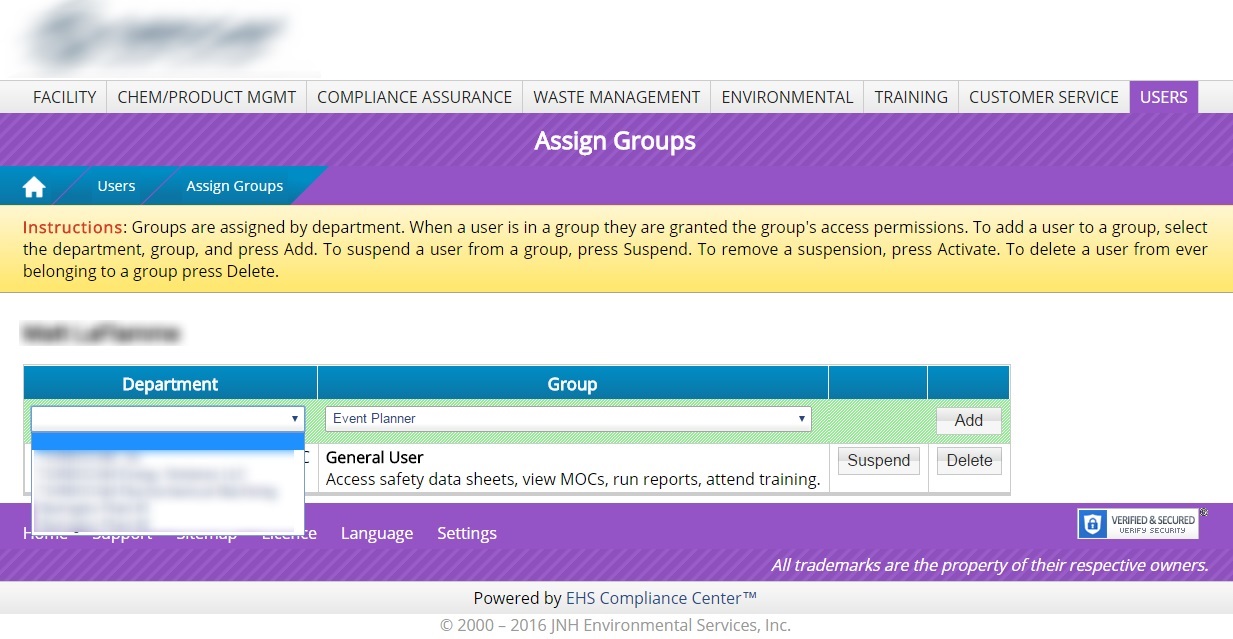 FACILITY CHEM/PRODUCT MGMT COMPLIANCE ASSURANCE WASTE MANAGEMENT ENVIRONMENTAL TRAINING CUSTOMER SERVICE USERS
Assign Groups
Users Assign Groups
Instructions: Groups are assigned by department. When a user is in a group they are granted the group's access permissions. To add a user to a group, select
the department, group, and press Add. To suspend a user from a group, press Suspend. To remove a suspension, press Activate. To delete a user from ever
belonging to a group press Delete.
Department Group
Event Planner Add
General User
Access safety data sheets, view MOCs, run reports, attend training. Suspend Delete
Home Support Sitemap Licence Language Settings
VERIFIED & SECURED
VERIFY SECURITY
All trademarks are the property of their respective owners.
Powered by EHS Compliance Center™
© 2000 – 2016 JNH Environmental Services, Inc.